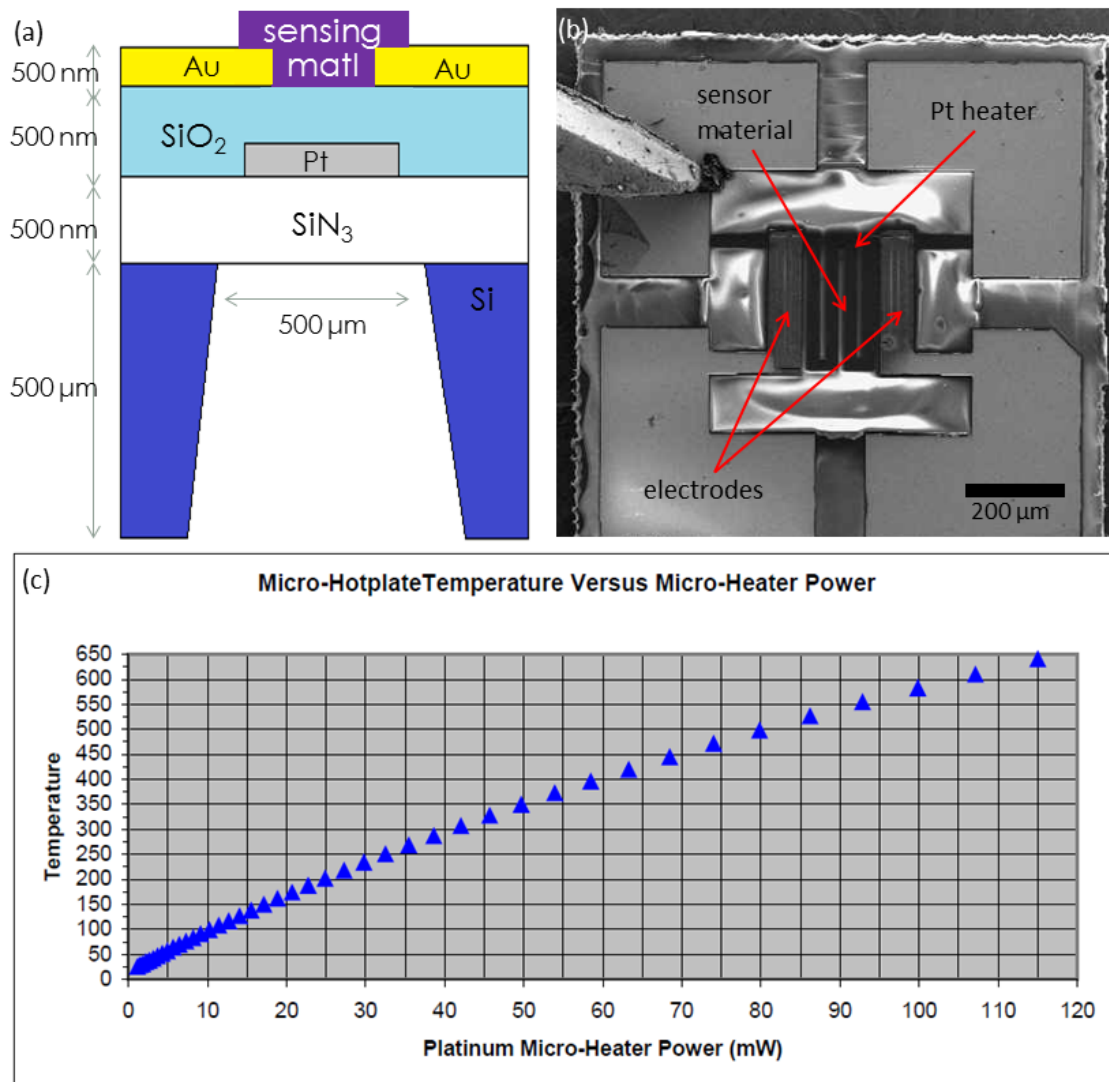 (a)
sensing
matl
500 nm
Au
Au
500 nm
SiO₂
Pt
500 nm
SiN₃
Si
500 µm
500 µm
(b)
sensor
material
Pt heater
electrodes
200 µm
(c)
Micro-HotplateTemperature Versus Micro-Heater Power
Temperature
650
600
550
500
450
400
350
300
250
200
150
100
50
0
0 10 20 30 40 50 60 70 80 90 100 110 120
Platinum Micro-Heater Power (mW)